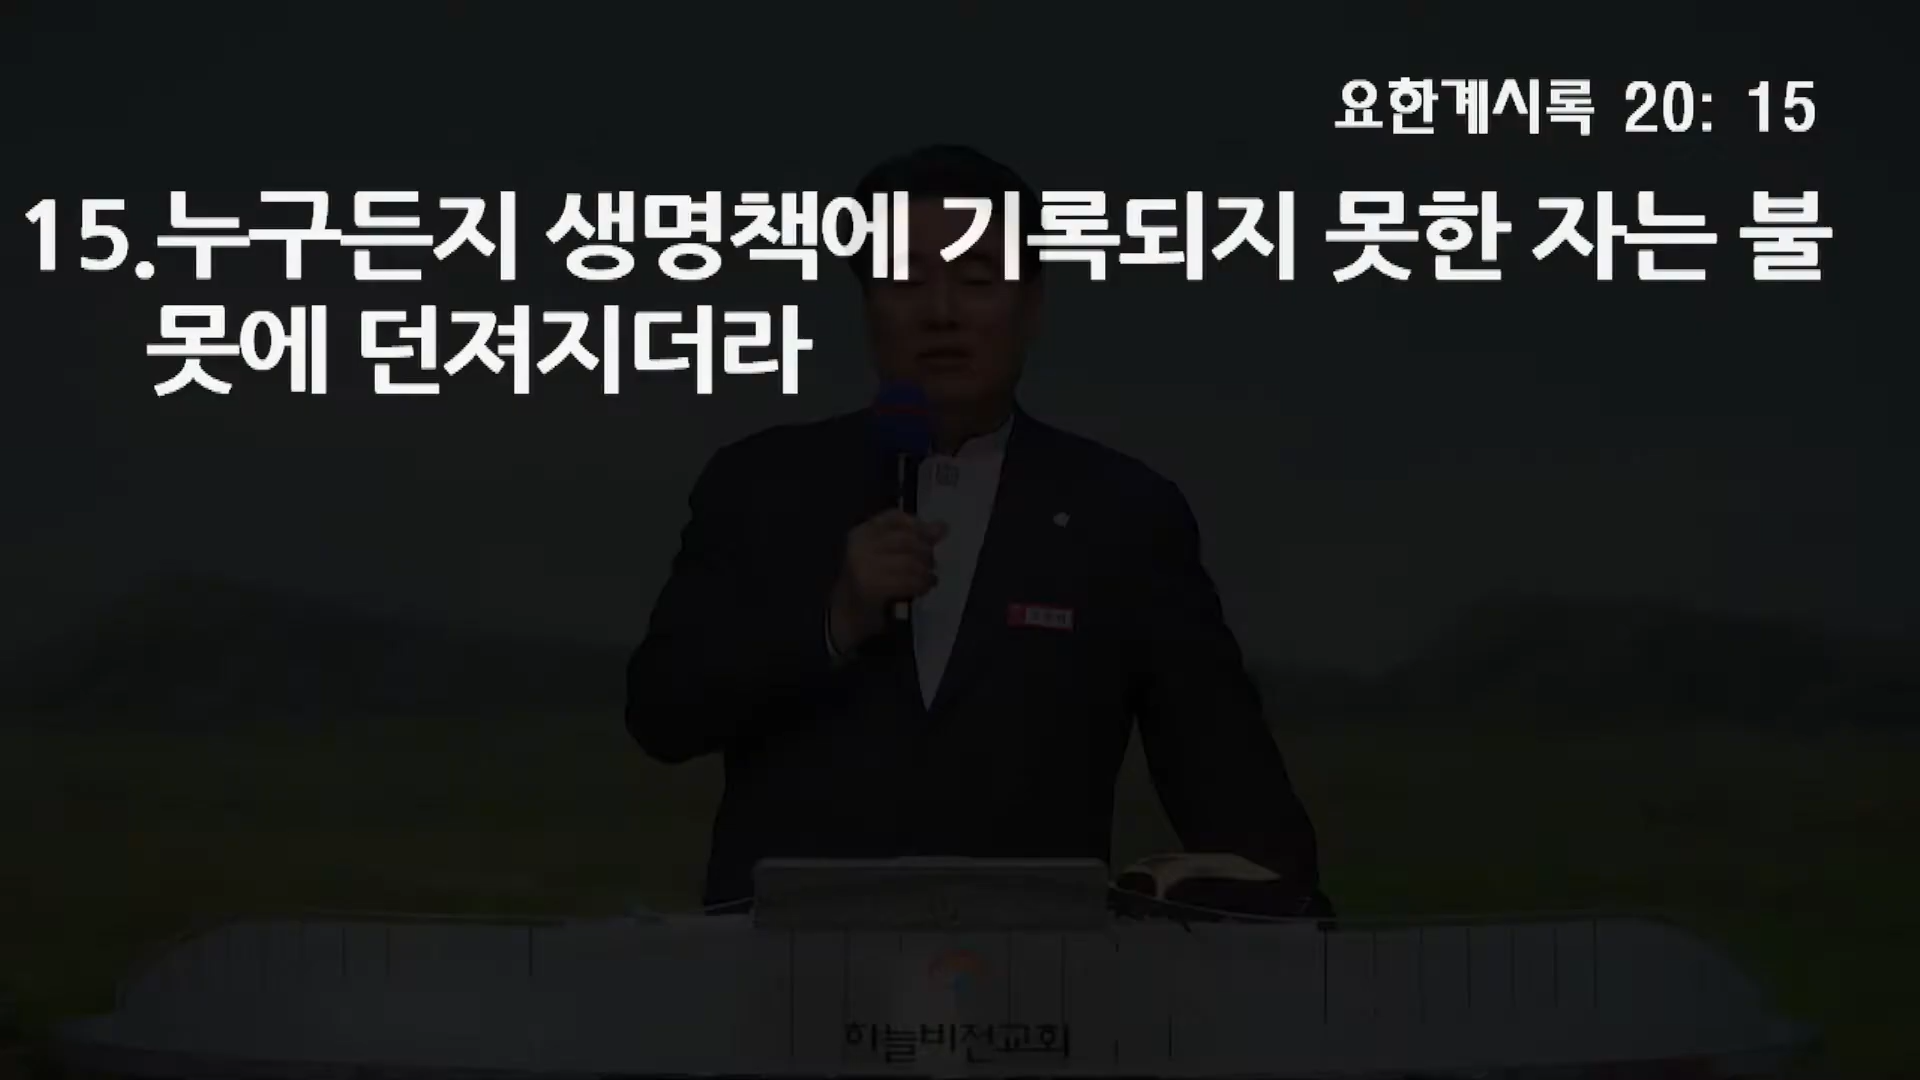 요한계시록 20: 15
15.누구든지 생명책에 기록되지 못한 자는 불
못에 던져지더라
하늘비전교회